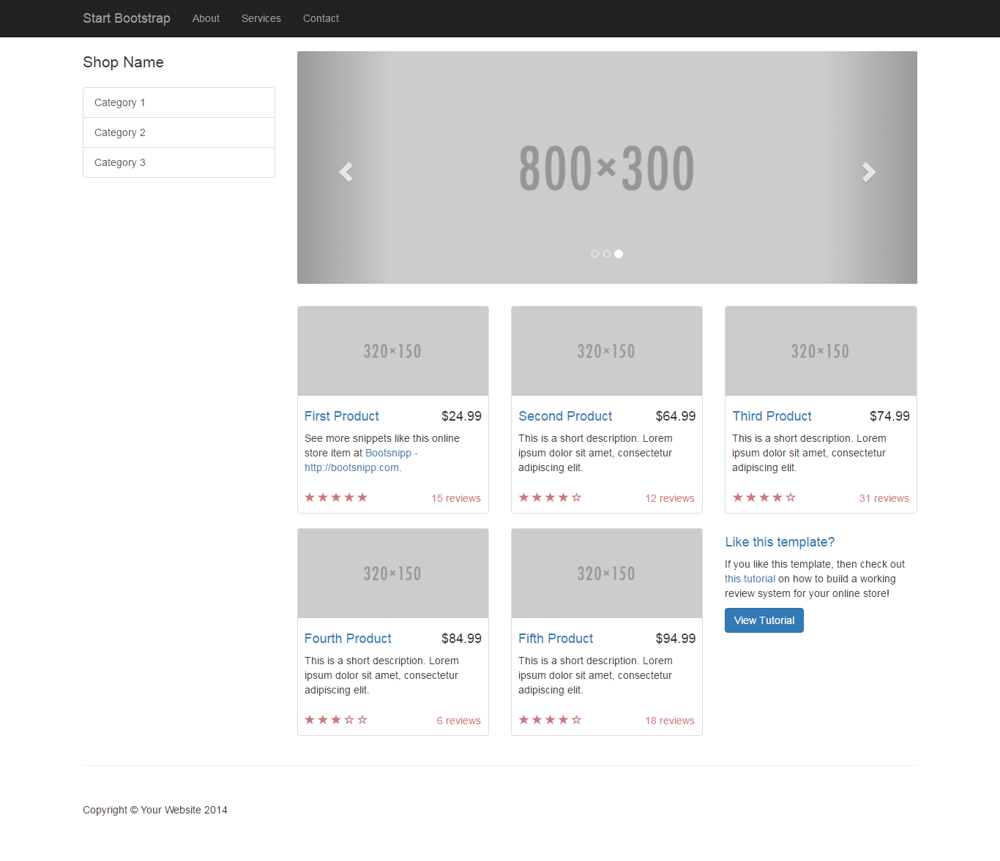 Start Bootstrap About Services Contact
Shop Name
Category 1
Category 2
Category 3
800×300
320×150
First Product $24.99
See more snippets like this online
store item at Bootsnipp -
http://bootsnipp.com.
★★★★★ 15 reviews
320×150
Second Product $64.99
This is a short description. Lorem
ipsum dolor sit amet, consectetur
adipiscing elit.
★★★★☆ 12 reviews
320×150
Third Product $74.99
This is a short description. Lorem
ipsum dolor sit amet, consectetur
adipiscing elit.
★★★★☆ 31 reviews
320×150
Fourth Product $84.99
This is a short description. Lorem
ipsum dolor sit amet, consectetur
adipiscing elit.
★★★☆☆ 6 reviews
320×150
Fifth Product $94.99
This is a short description. Lorem
ipsum dolor sit amet, consectetur
adipiscing elit.
★★★★☆ 18 reviews
Like this template?
If you like this template, then check out
this tutorial on how to build a working
review system for your online store!
View Tutorial
Copyright © Your Website 2014